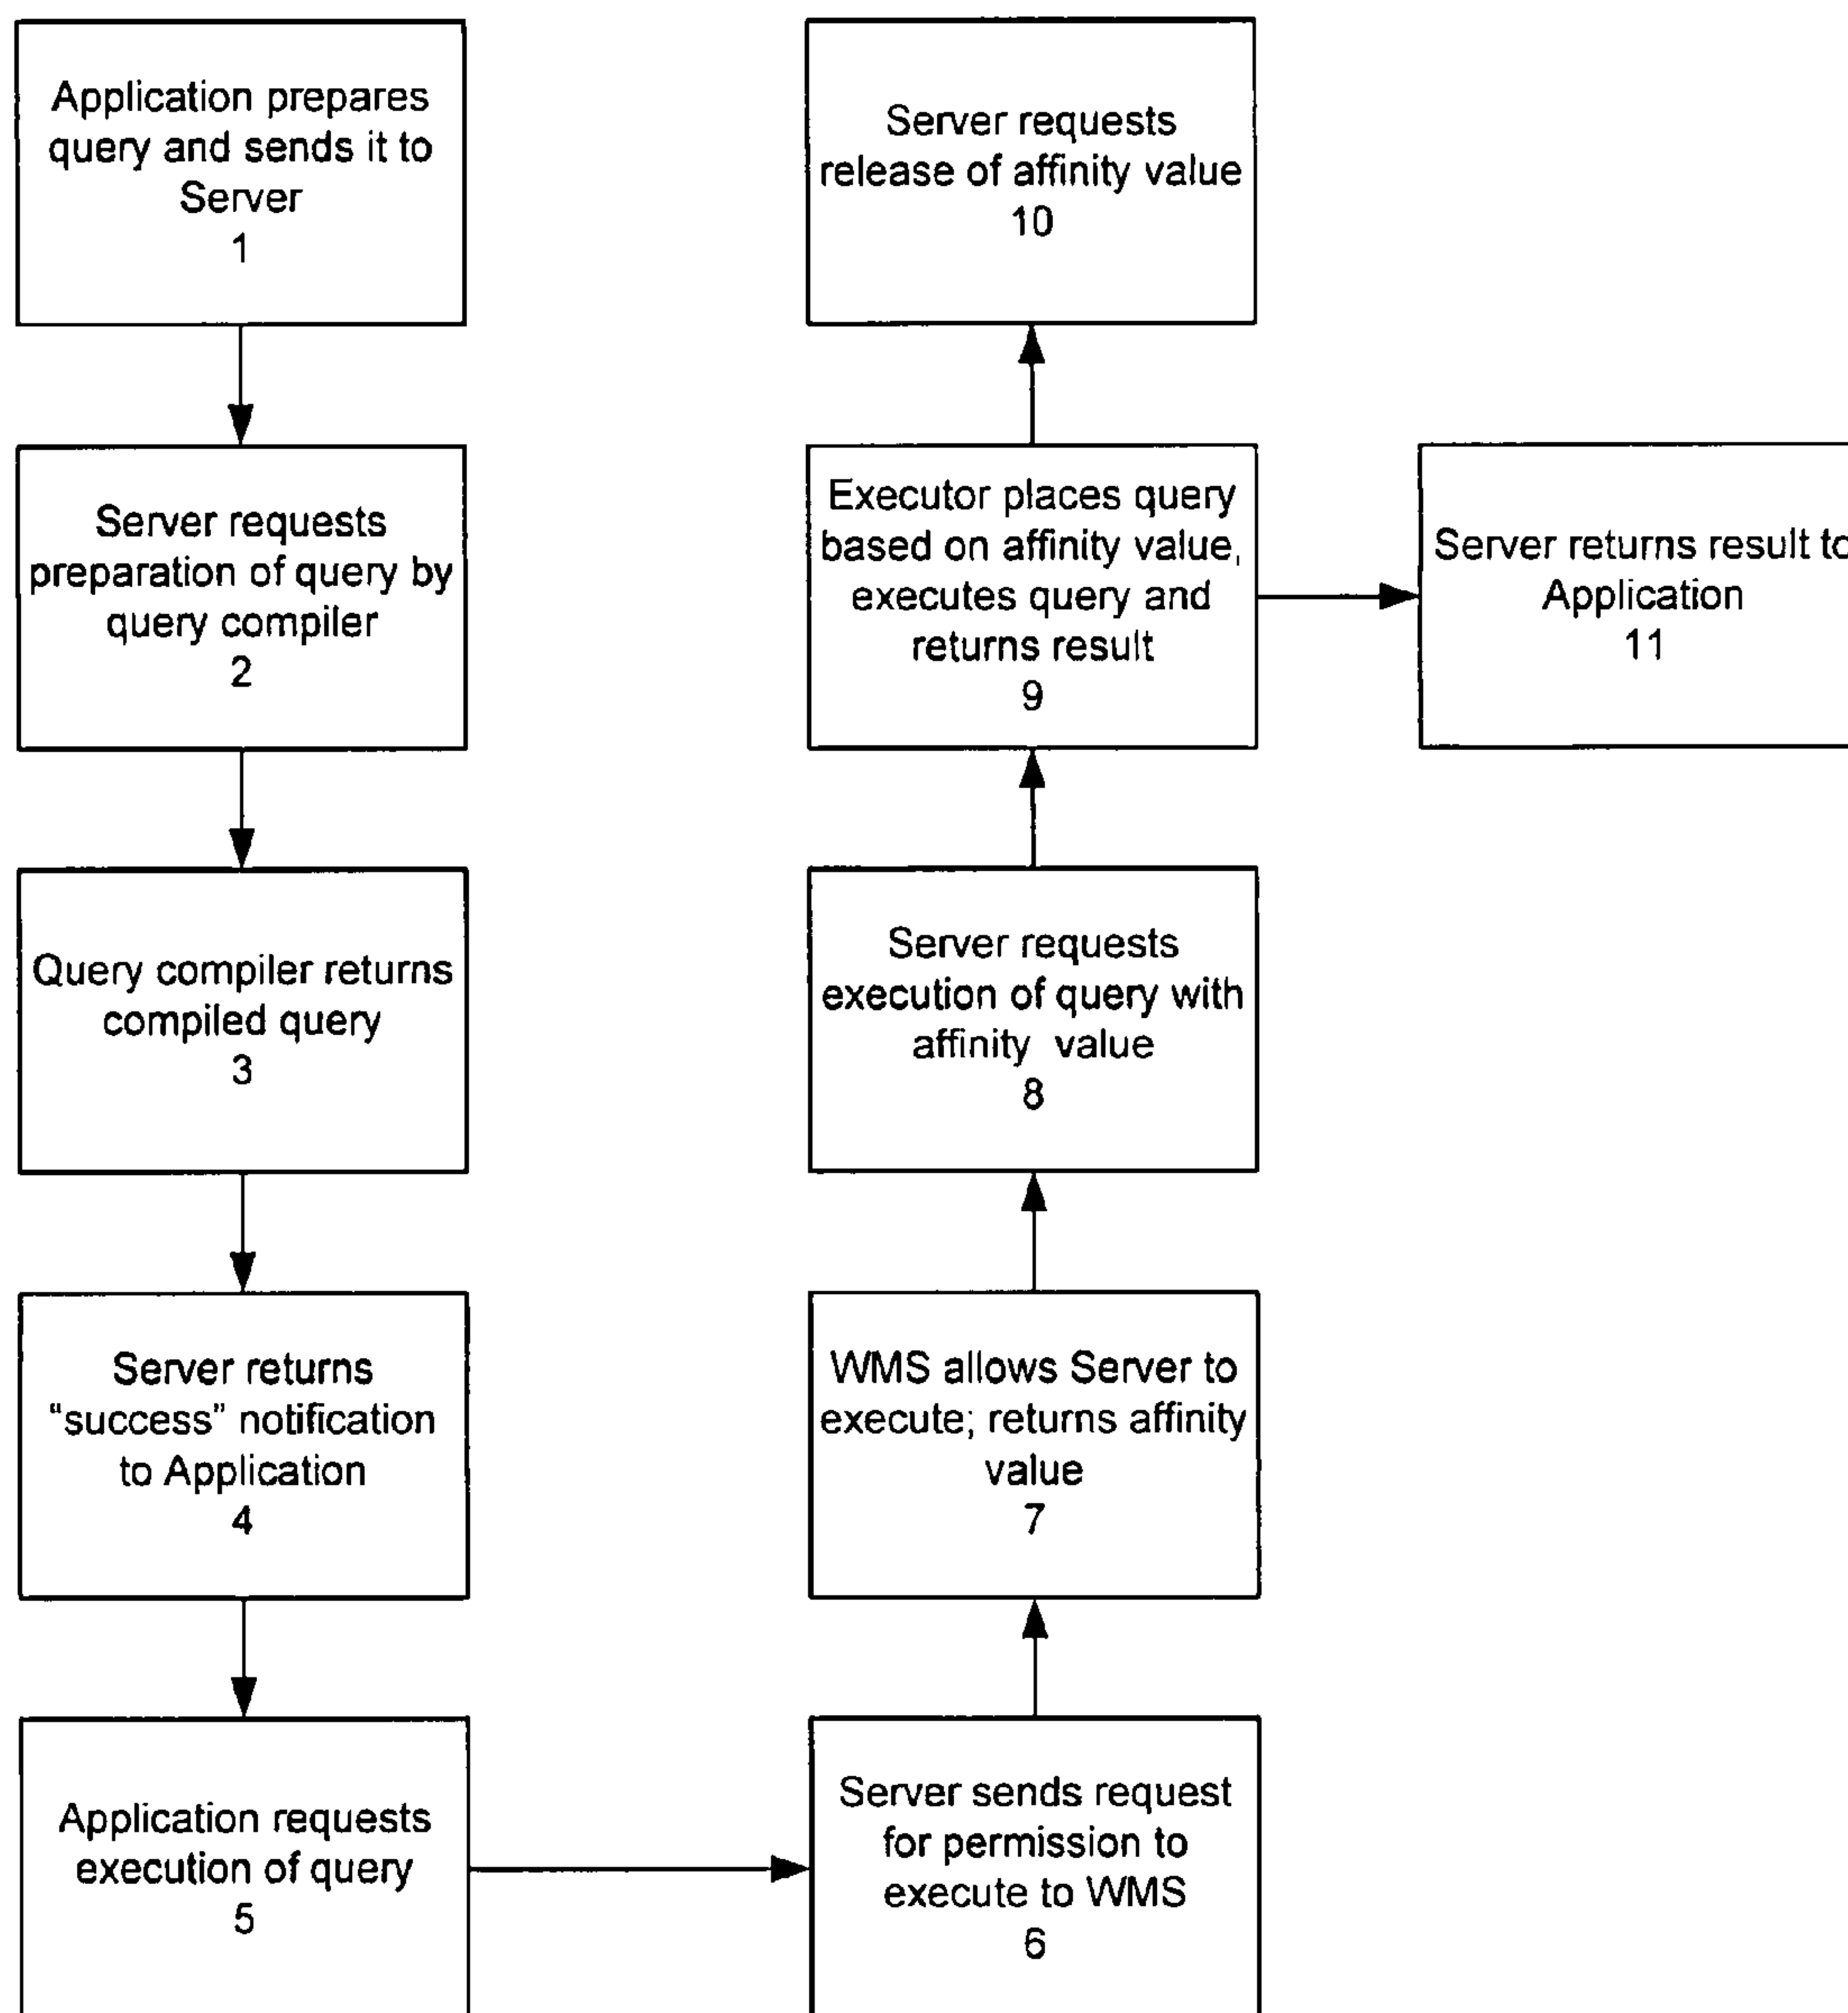 Application prepares
query and sends it to
Server
1
Server requests
preparation of query by
query compiler
2
Query compiler returns
compiled query
3
Server returns
“success” notification
to Application
4
Application requests
execution of query
5
Server sends request
for permission to
execute to WMS
6
WMS allows Server to
execute; returns affinity
value
7
Server requests
execution of query with
affinity value
8
Executor places query
based on affinity value,
executes query and
returns result
9
Server requests
release of affinity value
10
Server returns result to
Application
11